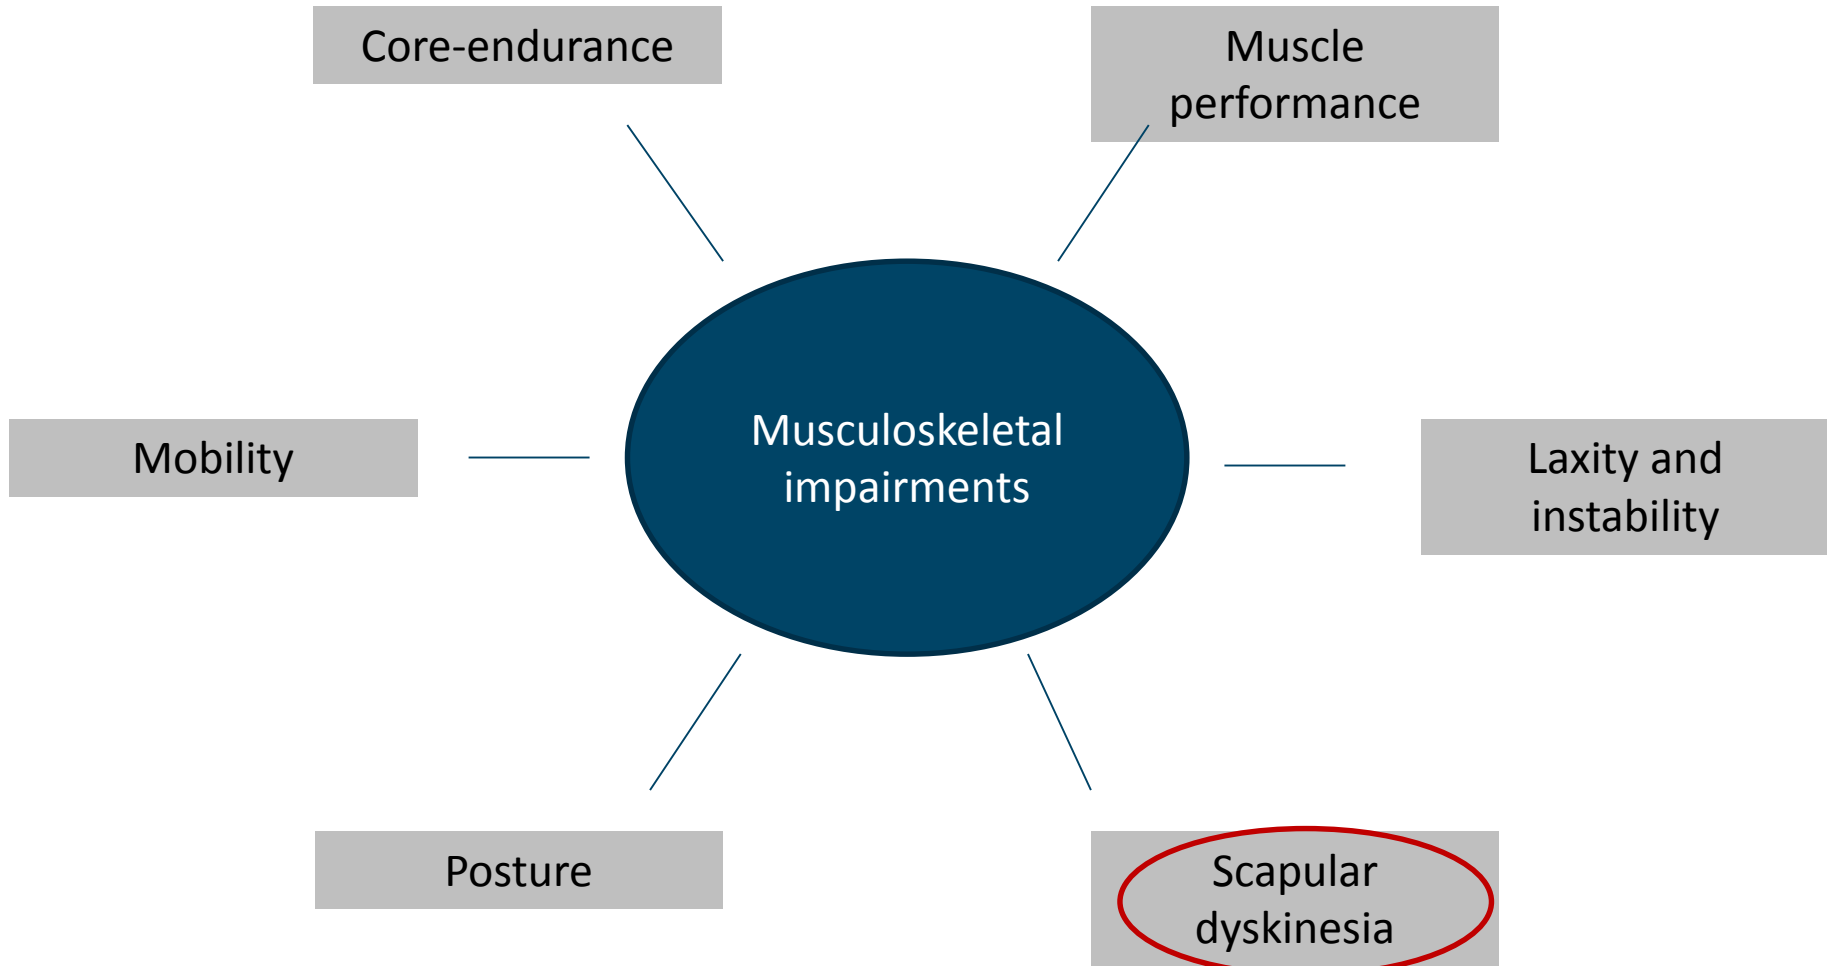 Core-endurance
Muscle
performance
Mobility
Musculoskeletal
impairments
Laxity and
instability
Posture
Scapular
dyskinesia